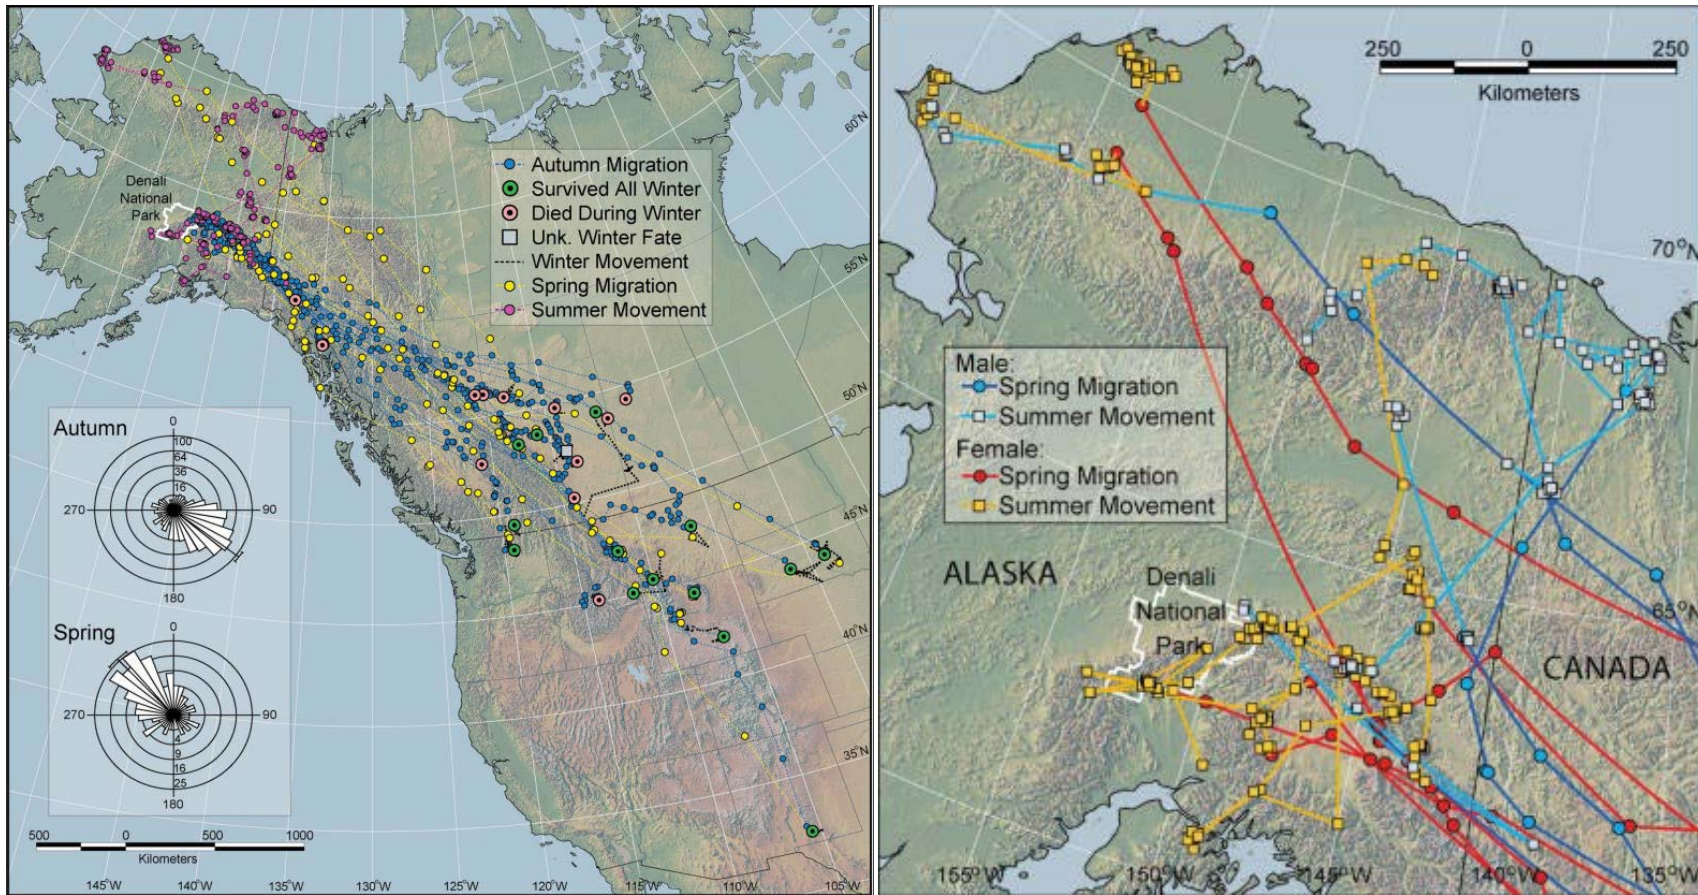 Denali
National
Park
Autumn Migration
Survived All Winter
Died During Winter
Unk. Winter Fate
Winter Movement
Spring Migration
Summer Movement
60°N
55°N
50°N
45°N
40°N
35°N
Autumn
0
100
64
36
16
270
90
180
Spring
0
270
90
4
9
16
25
180
500 0 500 1000
Kilometers
145°W 140°W 135°W 130°W 125°W 120°W 115°W 110°W 105°W
250 0 250
Kilometers
70°N
Male:
Spring Migration
Summer Movement
Female:
Spring Migration
Summer Movement
ALASKA
Denali
National
Park
65°N
CANADA
155°W 150°W 145°W 140°W 135°W